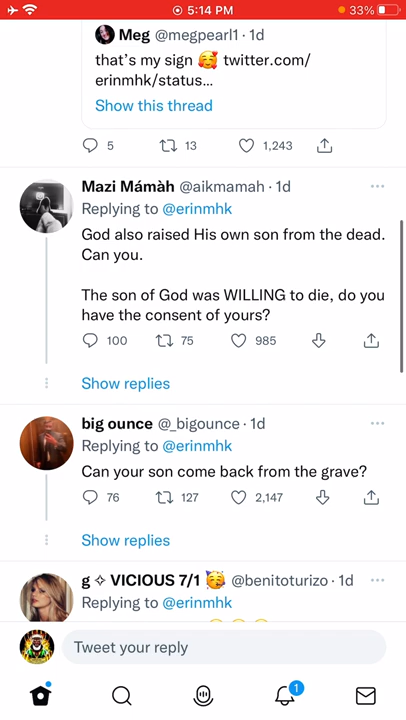 5:14 PM
33%
Meg @megpearl1 · 1d
that's my sign 🥰 twitter.com/
erinmhk/status...
Show this thread
5 13 1,243
Mazi Mámàh @aikmamah · 1d
Replying to @erinmhk
God also raised His own son from the dead.
Can you.
The son of God was WILLING to die, do you
have the consent of yours?
100 75 985
Show replies
big ounce @_bigounce · 1d
Replying to @erinmhk
Can your son come back from the grave?
76 127 2,147
Show replies
g ✧ VICIOUS 7/1 🥳 @benitoturizo · 1d
Replying to @erinmhk
Tweet your reply
1